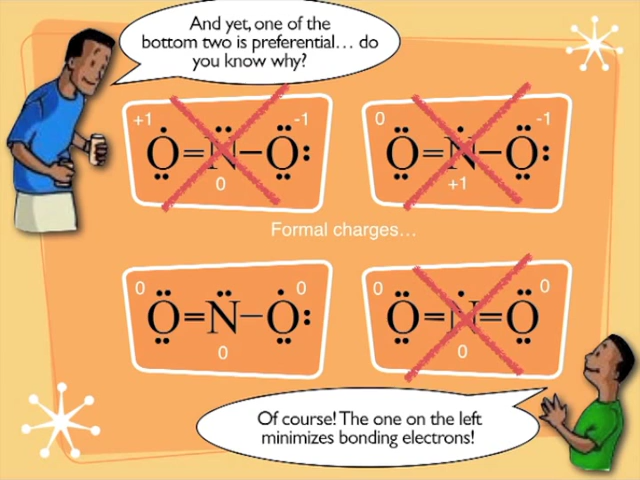 And yet, one of the
bottom two is preferential... do
you know why?
+1 -1 0 -1
Ö=N̈-Ö: Ö=Ṅ-Ö:
0 +1
Formal charges...
0 0 0 0
Ö=N̈-Ȯ: Ö=Ṅ=Ö
0 0
Of course! The one on the left
minimizes bonding electrons!